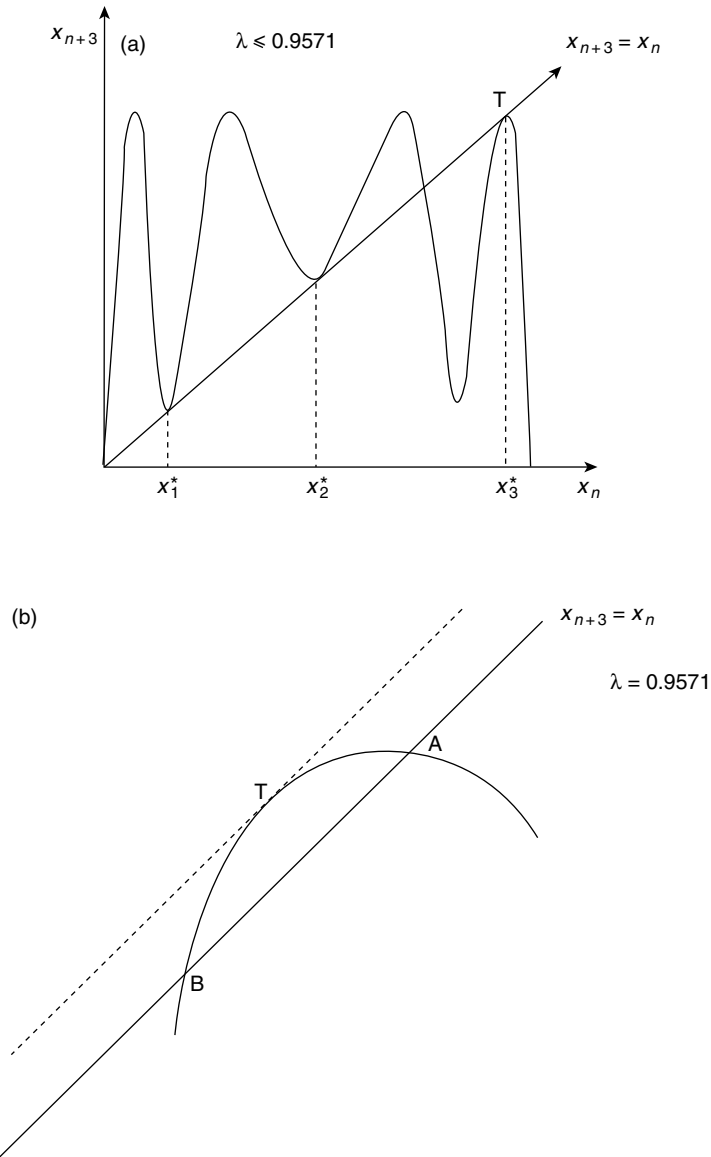 x_{n+3}
(a)
λ ⩽ 0.9571
x_{n+3} = x_n
T
x_1^*
x_2^*
x_3^*
x_n
(b)
x_{n+3} = x_n
λ = 0.9571
A
T
B